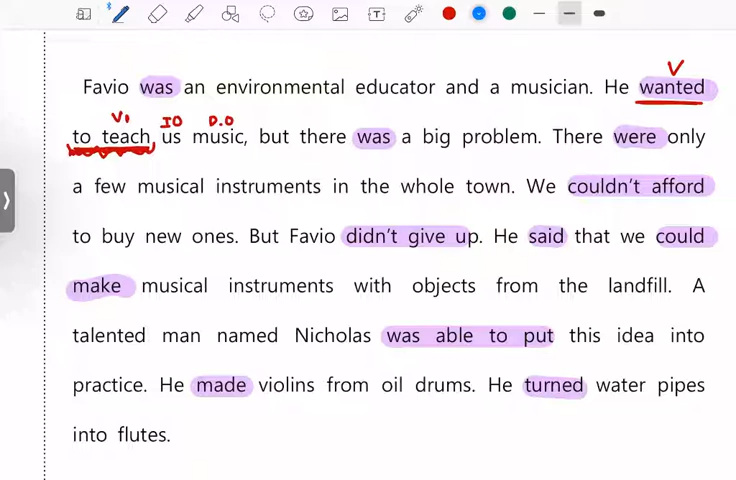 V
Favio was an environmental educator and a musician. He wanted
V. IO D.O
to teach us music, but there was a big problem. There were only
a few musical instruments in the whole town. We couldn't afford
to buy new ones. But Favio didn't give up. He said that we could
make musical instruments with objects from the landfill. A
talented man named Nicholas was able to put this idea into
practice. He made violins from oil drums. He turned water pipes
into flutes.